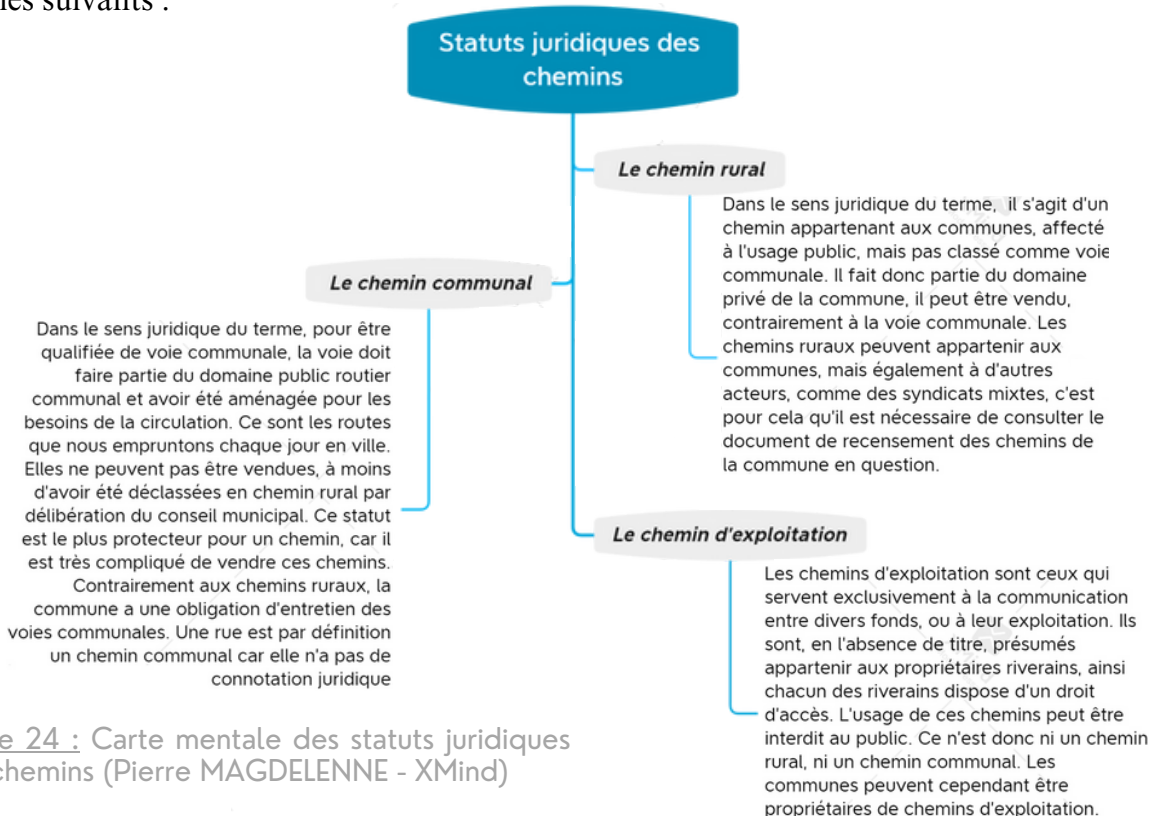 nes suivants :
Statuts juridiques des
chemins
Le chemin rural
Dans le sens juridique du terme, il s'agit d'un
chemin appartenant aux communes, affecté
à l'usage public, mais pas classé comme voie
communale. Il fait donc partie du domaine
privé de la commune, il peut être vendu,
contrairement à la voie communale. Les
chemins ruraux peuvent appartenir aux
communes, mais également à d'autres
acteurs, comme des syndicats mixtes, c'est
pour cela qu'il est nécessaire de consulter le
document de recensement des chemins de
la commune en question.
Le chemin communal
Dans le sens juridique du terme, pour être
qualifiée de voie communale, la voie doit
faire partie du domaine public routier
communal et avoir été aménagée pour les
besoins de la circulation. Ce sont les routes
que nous empruntons chaque jour en ville.
Elles ne peuvent pas être vendues, à moins
d'avoir été déclassées en chemin rural par
délibération du conseil municipal. Ce statut
est le plus protecteur pour un chemin, car il
est très compliqué de vendre ces chemins.
Contrairement aux chemins ruraux, la
commune a une obligation d'entretien des
voies communales. Une rue est par définition
un chemin communal car elle n'a pas de
connotation juridique
Le chemin d'exploitation
Les chemins d'exploitation sont ceux qui
servent exclusivement à la communication
entre divers fonds, ou à leur exploitation. Ils
sont, en l'absence de titre, présumés
appartenir aux propriétaires riverains, ainsi
chacun des riverains dispose d'un droit
d'accès. L'usage de ces chemins peut être
interdit au public. Ce n'est donc ni un chemin
rural, ni un chemin communal. Les
communes peuvent cependant être
propriétaires de chemins d'exploitation.
e 24 : Carte mentale des statuts juridiques
chemins (Pierre MAGDELENNE - XMind)